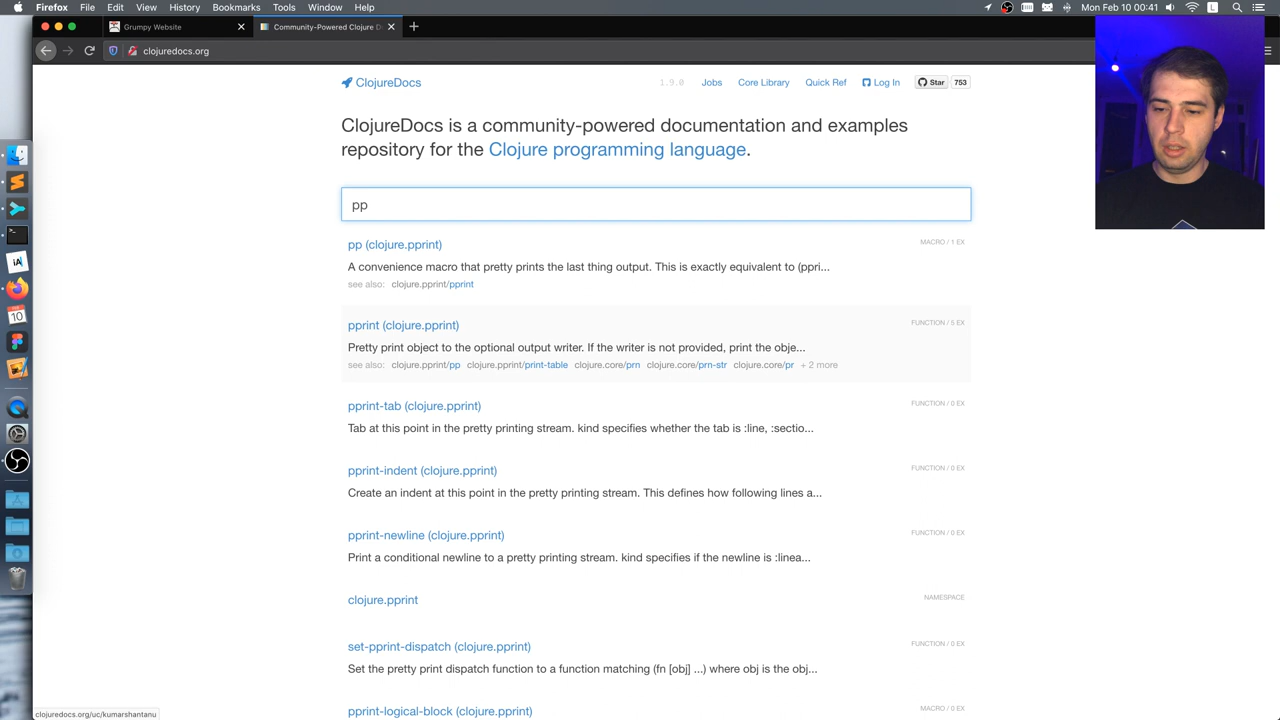 Firefox File Edit View History Bookmarks Tools Window Help
Mon Feb 10 00:04:35
Grumpy Website
Community-Powered Clojure D
clojuredocs.org
ClojureDocs
1.9.0 Jobs Core Library Quick Ref Log In Star 753
ClojureDocs is a community-powered documentation and examples
repository for the Clojure programming language.
pp
pp (clojure.pprint)
MACRO / 1 EX
A convenience macro that pretty prints the last thing output. This is exactly equivalent to (ppri...
see also: clojure.pprint/pprint
pprint (clojure.pprint)
FUNCTION / 5 EX
Pretty print object to the optional output writer. If the writer is not provided, print the obje...
see also: clojure.pprint/pp clojure.pprint/print-table clojure.core/prn clojure.core/prn-str clojure.core/pr + 2 more
pprint-tab (clojure.pprint)
FUNCTION / 0 EX
Tab at this point in the pretty printing stream. kind specifies whether the tab is :line, :sectio...
pprint-indent (clojure.pprint)
FUNCTION / 0 EX
Create an indent at this point in the pretty printing stream. This defines how following lines a...
pprint-newline (clojure.pprint)
FUNCTION / 0 EX
Print a conditional newline to a pretty printing stream. kind specifies if the newline is :linea...
clojure.pprint
NAMESPACE
set-pprint-dispatch (clojure.pprint)
FUNCTION / 0 EX
Set the pretty print dispatch function to a function matching (fn [obj] ...) where obj is the obj...
pprint-logical-block (clojure.pprint)
MACRO / 0 EX
clojuredocs.org/uc/kumarshantanu
iA
10